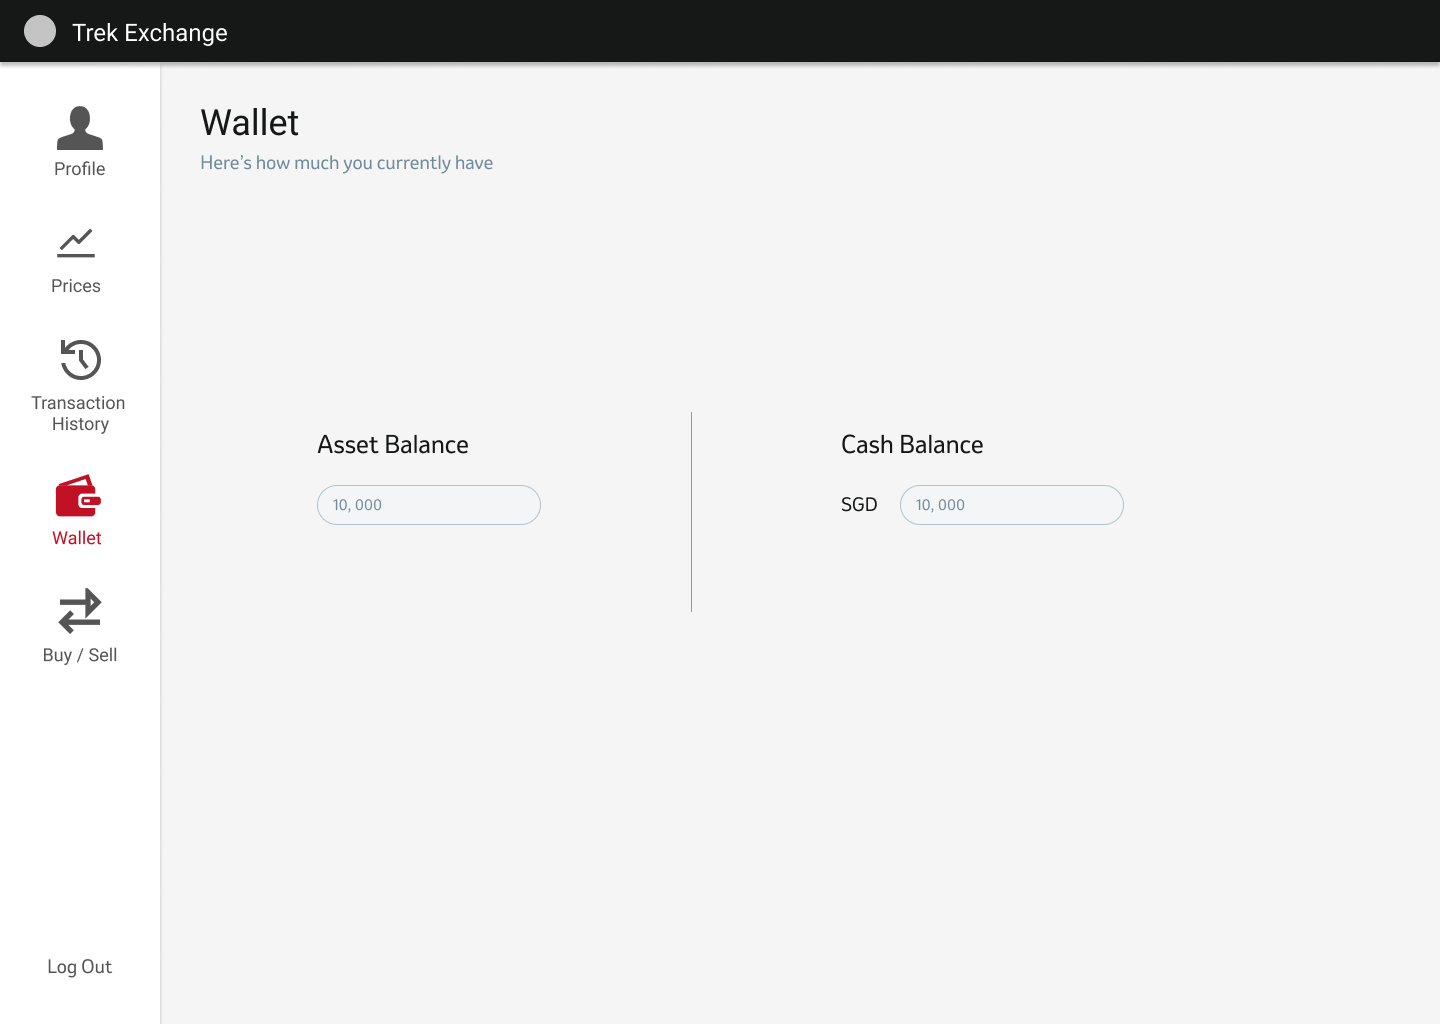 Trek Exchange
Profile
Prices
Transaction
History
Wallet
Buy / Sell
Log Out
Wallet
Here’s how much you currently have
Asset Balance
10, 000
Cash Balance
SGD 10, 000